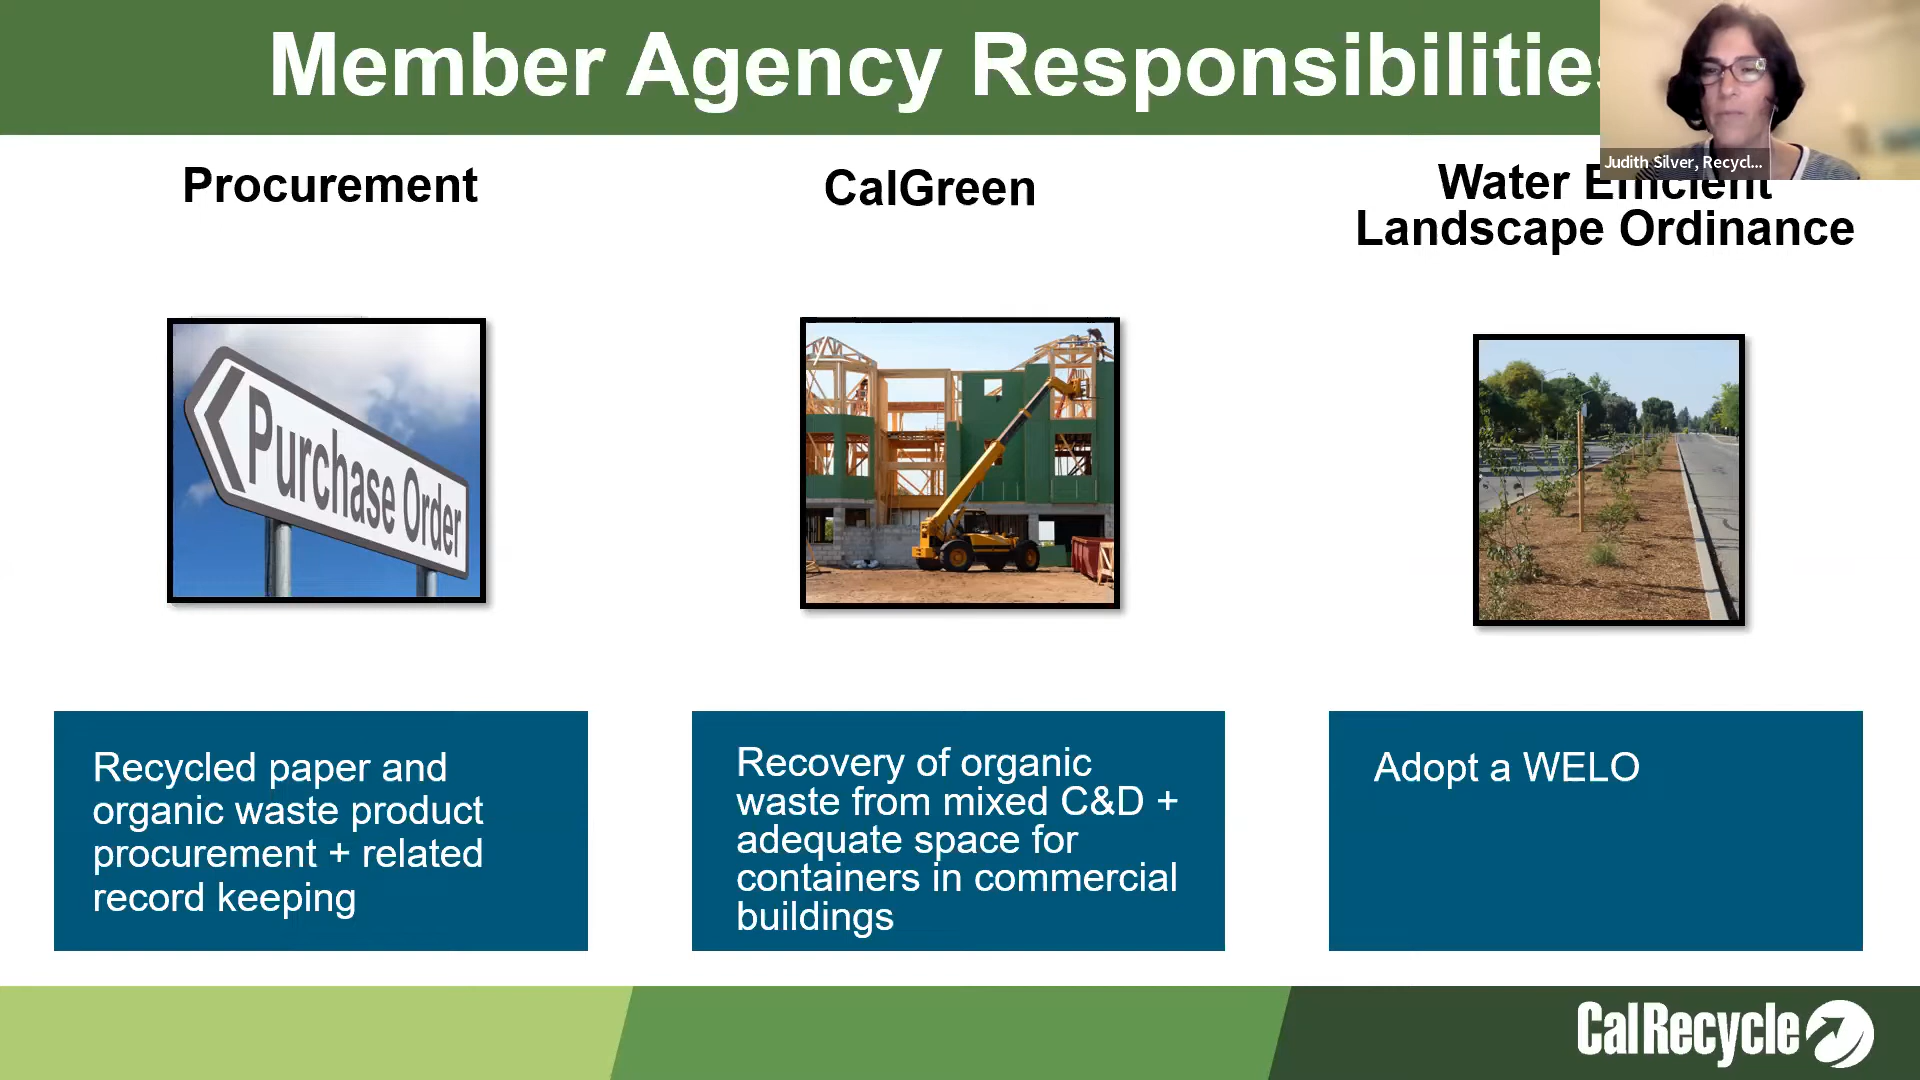 Member Agency Responsibilities
Judith Silver, Recycl...
Procurement
CalGreen
Water Efficient
Landscape Ordinance
Purchase Order
Recycled paper and
organic waste product
procurement + related
record keeping
Recovery of organic
waste from mixed C&D +
adequate space for
containers in commercial
buildings
Adopt a WELO
CalRecycle